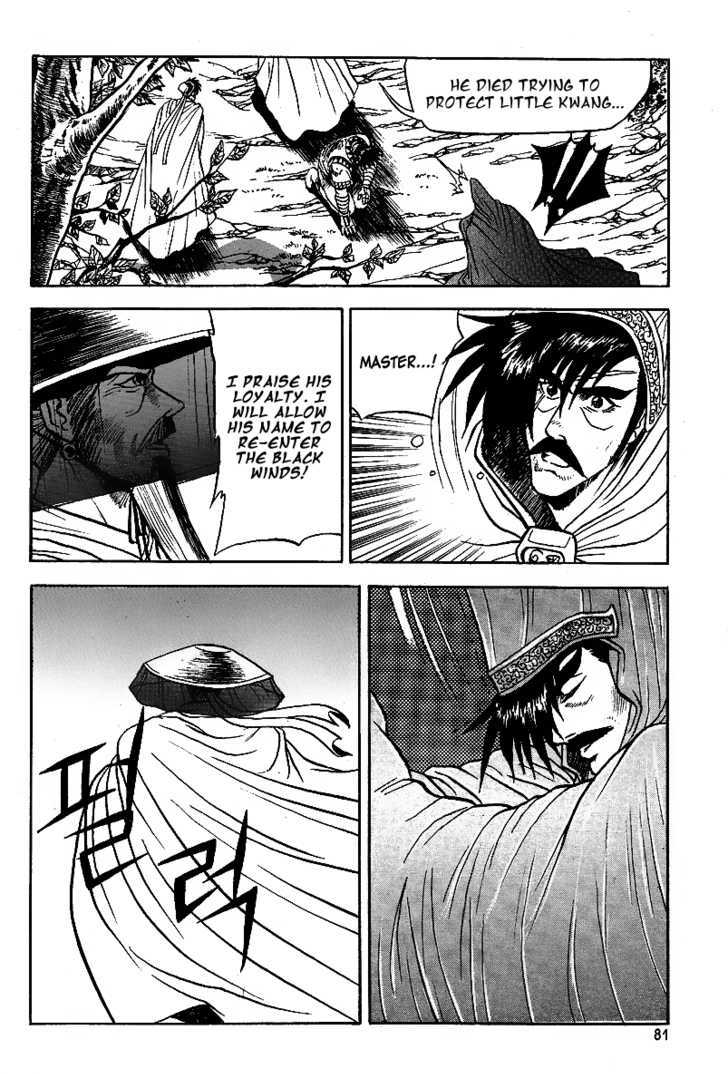 HE DIED TRYING TO
PROTECT LITTLE KWANG...
!!
I PRAISE HIS
LOYALTY. I
WILL ALLOW
HIS NAME TO
RE-ENTER
THE BLACK
WINDS!
MASTER...!
펄럭
81